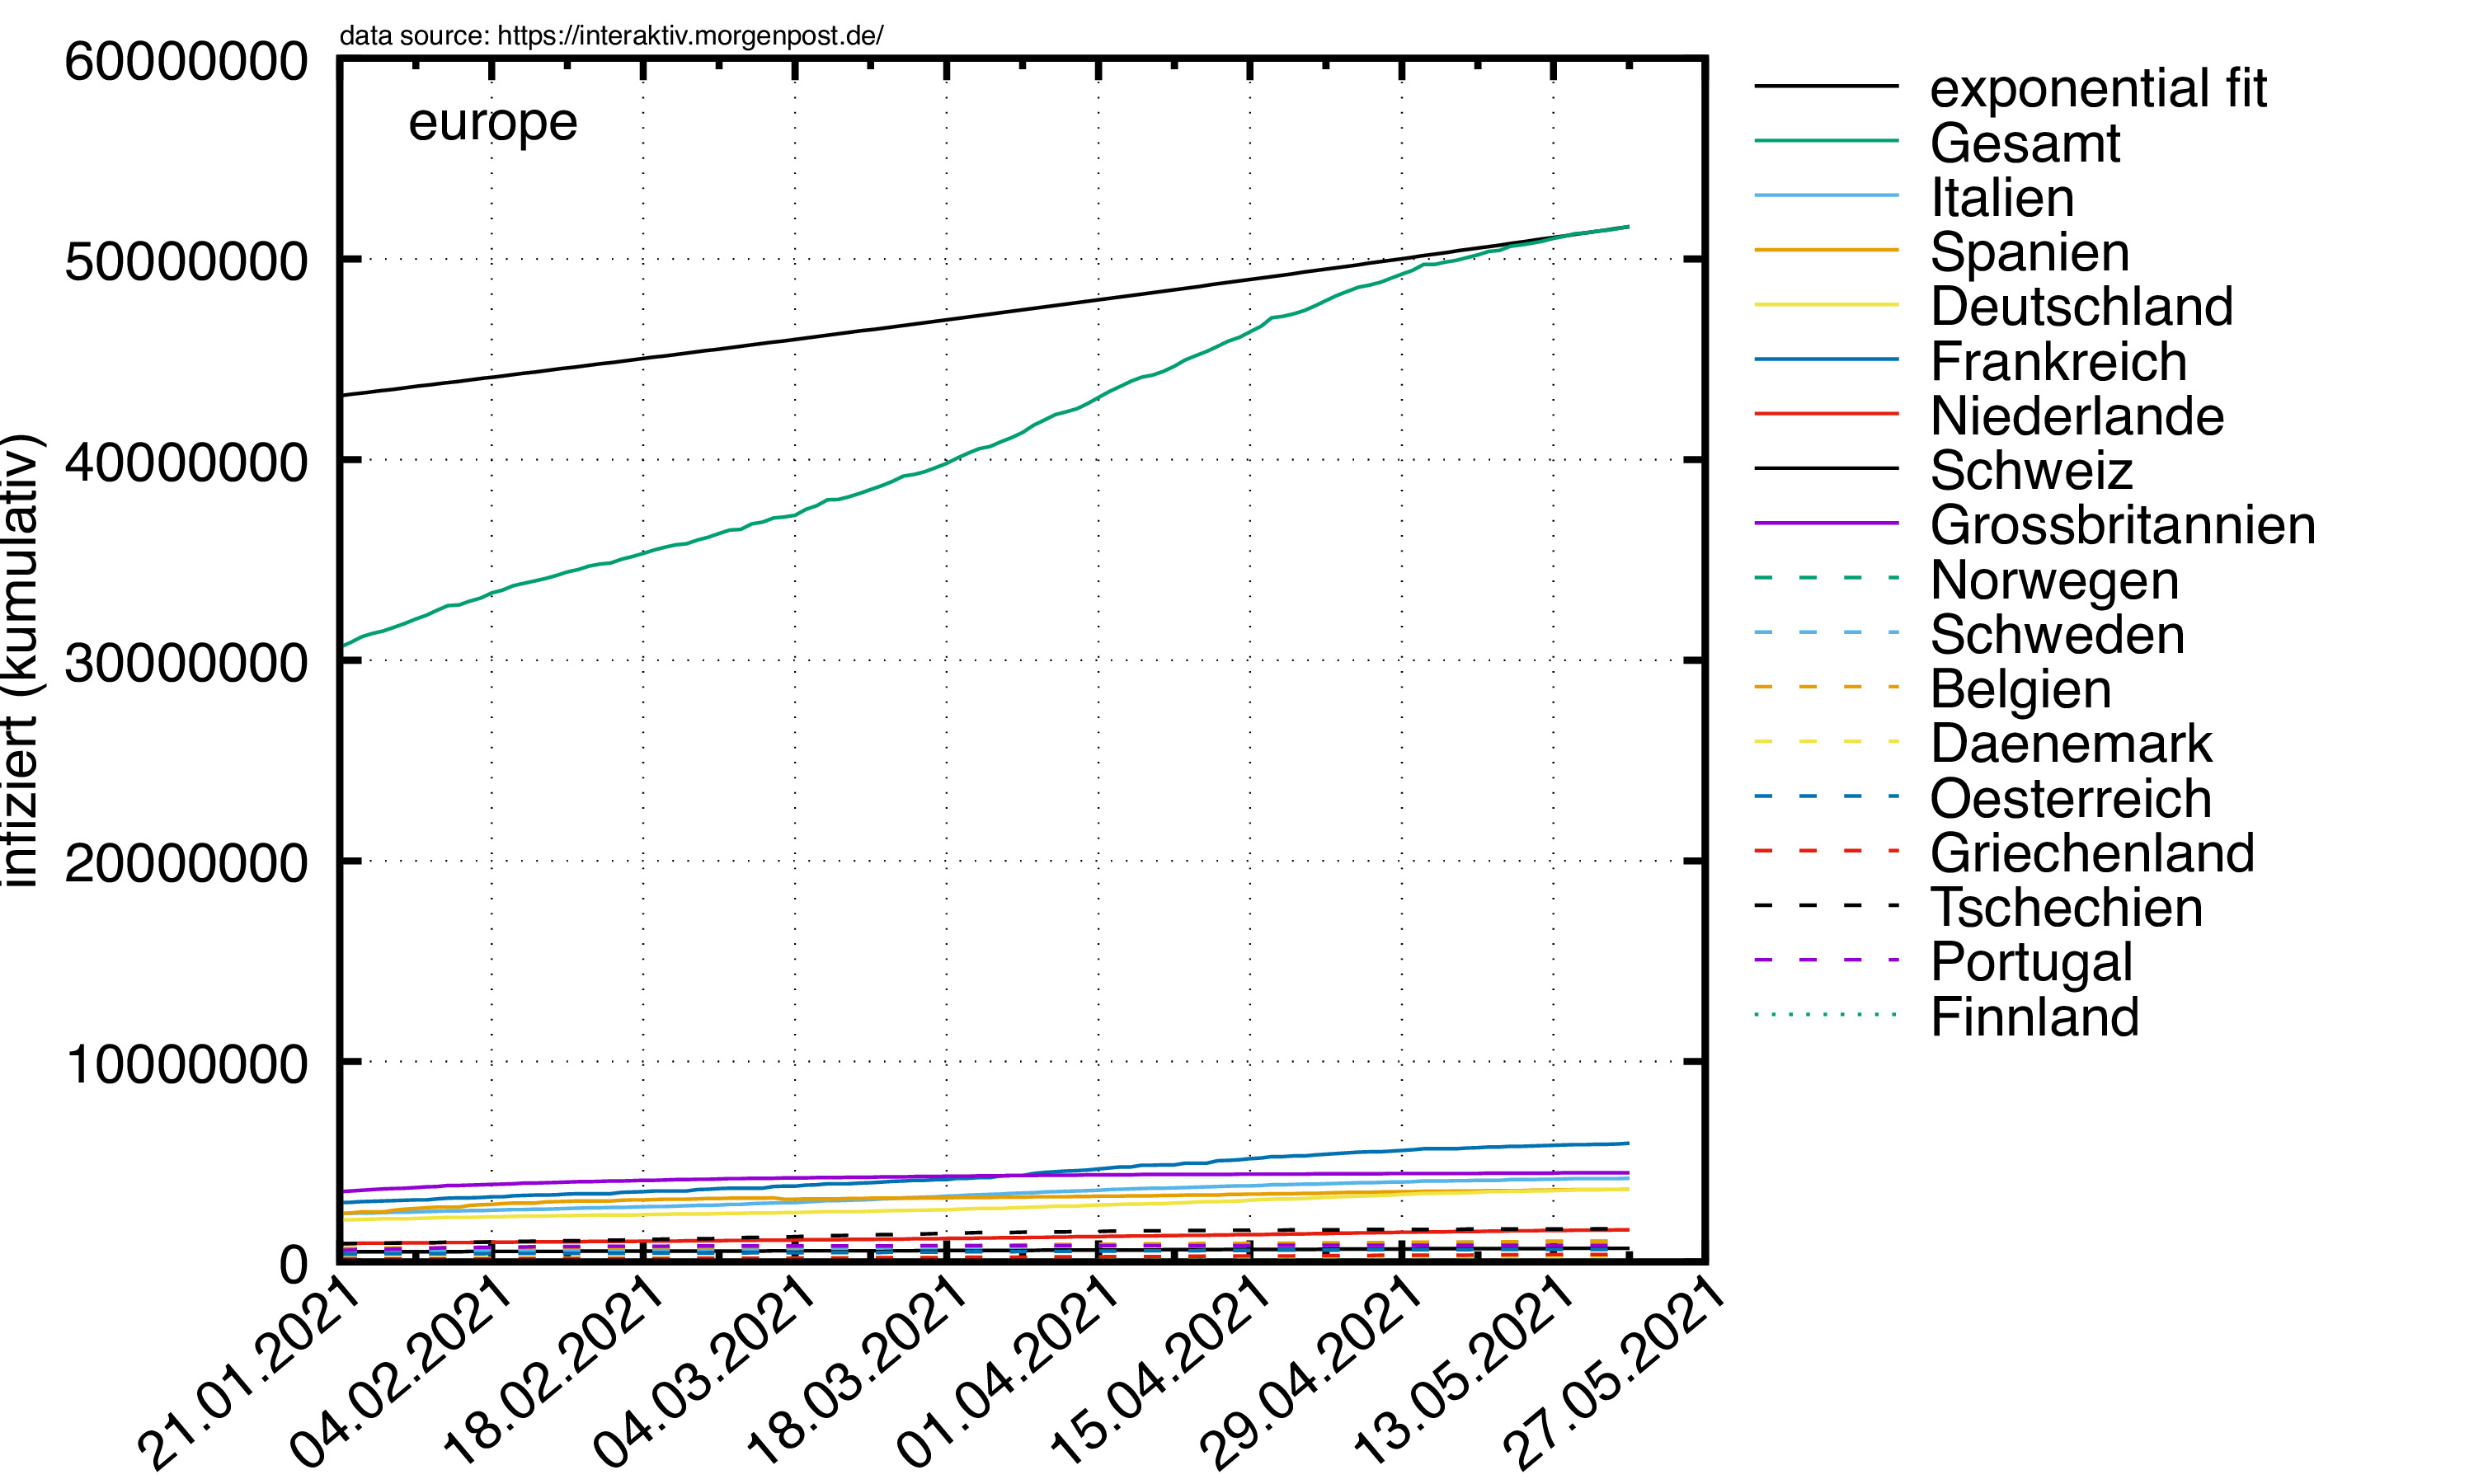 data source: https://interaktiv.morgenpost.de/
60000000
50000000
40000000
30000000
20000000
10000000
0
infiziert (kumulativ)
europe
21.01.2021
04.02.2021
18.02.2021
04.03.2021
18.03.2021
01.04.2021
15.04.2021
29.04.2021
13.05.2021
27.05.2021
exponential fit
Gesamt
Italien
Spanien
Deutschland
Frankreich
Niederlande
Schweiz
Grossbritannien
Norwegen
Schweden
Belgien
Daenemark
Oesterreich
Griechenland
Tschechien
Portugal
Finnland